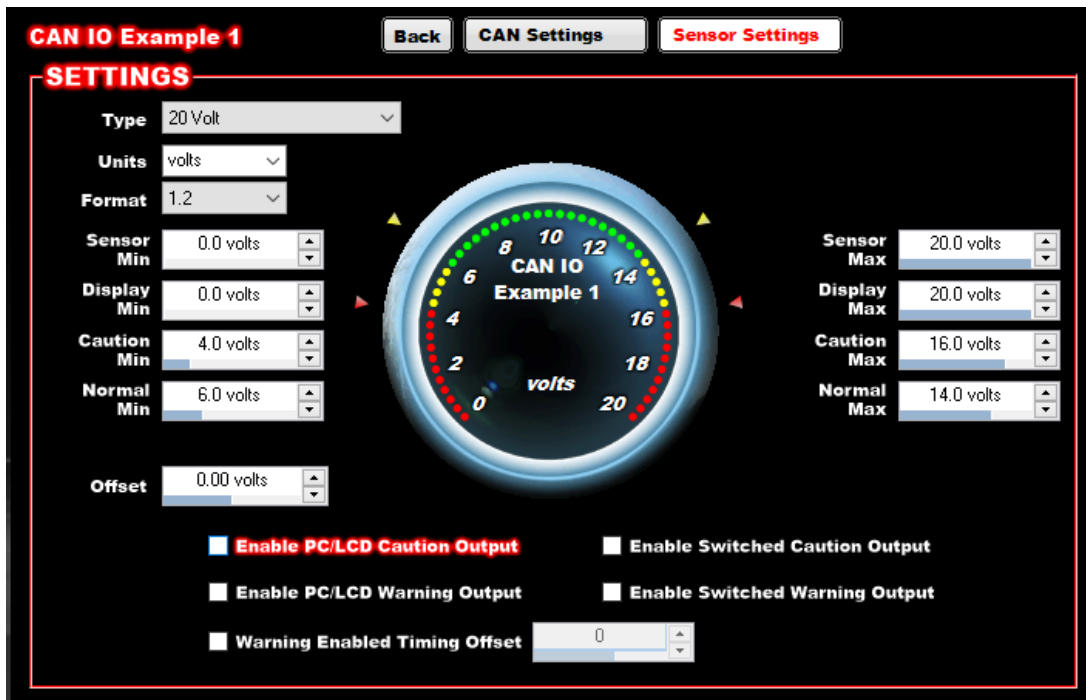 CAN IO Example 1
Back
CAN Settings
Sensor Settings
SETTINGS
Type
20 Volt
Units
volts
Format
1.2
Sensor
Min
0.0 volts
Display
Min
0.0 volts
Caution
Min
4.0 volts
Normal
Min
6.0 volts
Offset
0.00 volts
0
2
4
6
8
10
12
14
16
18
20
CAN IO
Example 1
volts
Sensor
Max
20.0 volts
Display
Max
20.0 volts
Caution
Max
16.0 volts
Normal
Max
14.0 volts
Enable PC/LCD Caution Output
Enable Switched Caution Output
Enable PC/LCD Warning Output
Enable Switched Warning Output
Warning Enabled Timing Offset
0